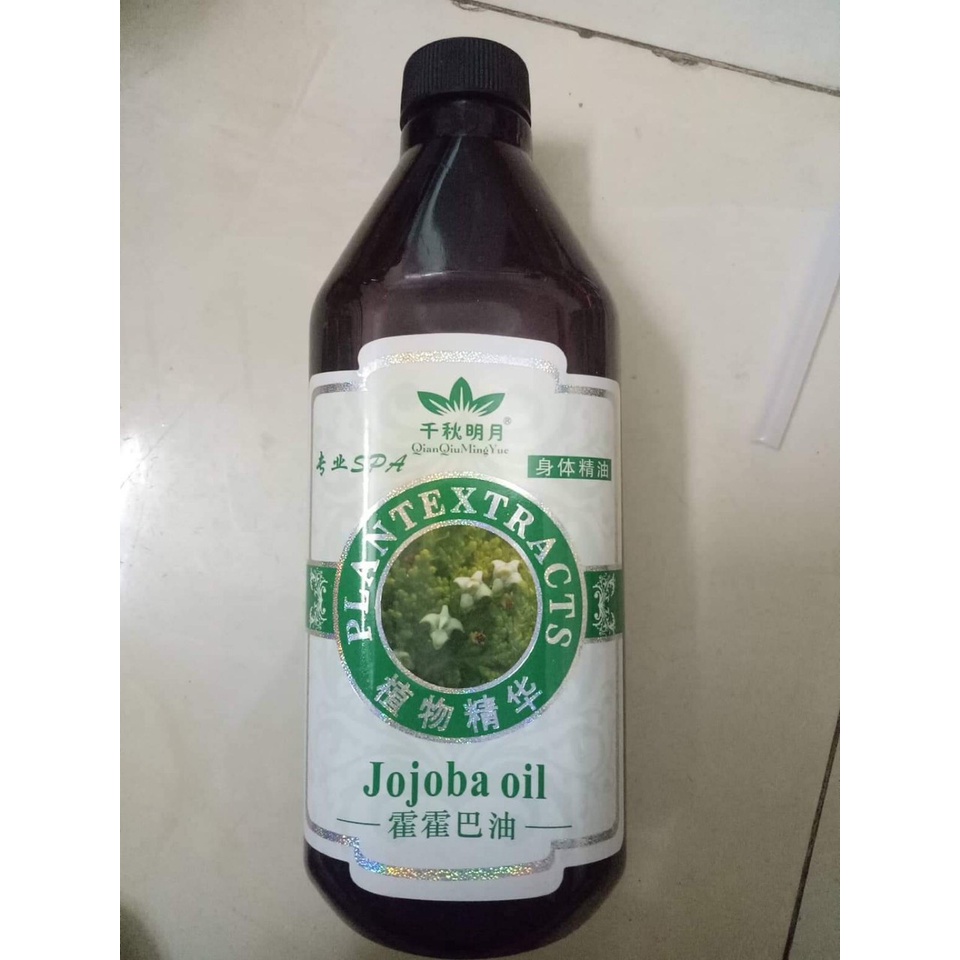 千秋明月®
QianQiuMingYue
专业SPA
身体精油
PLANTEXTRACTS
植物精华
Jojoba oil
霍霍巴油